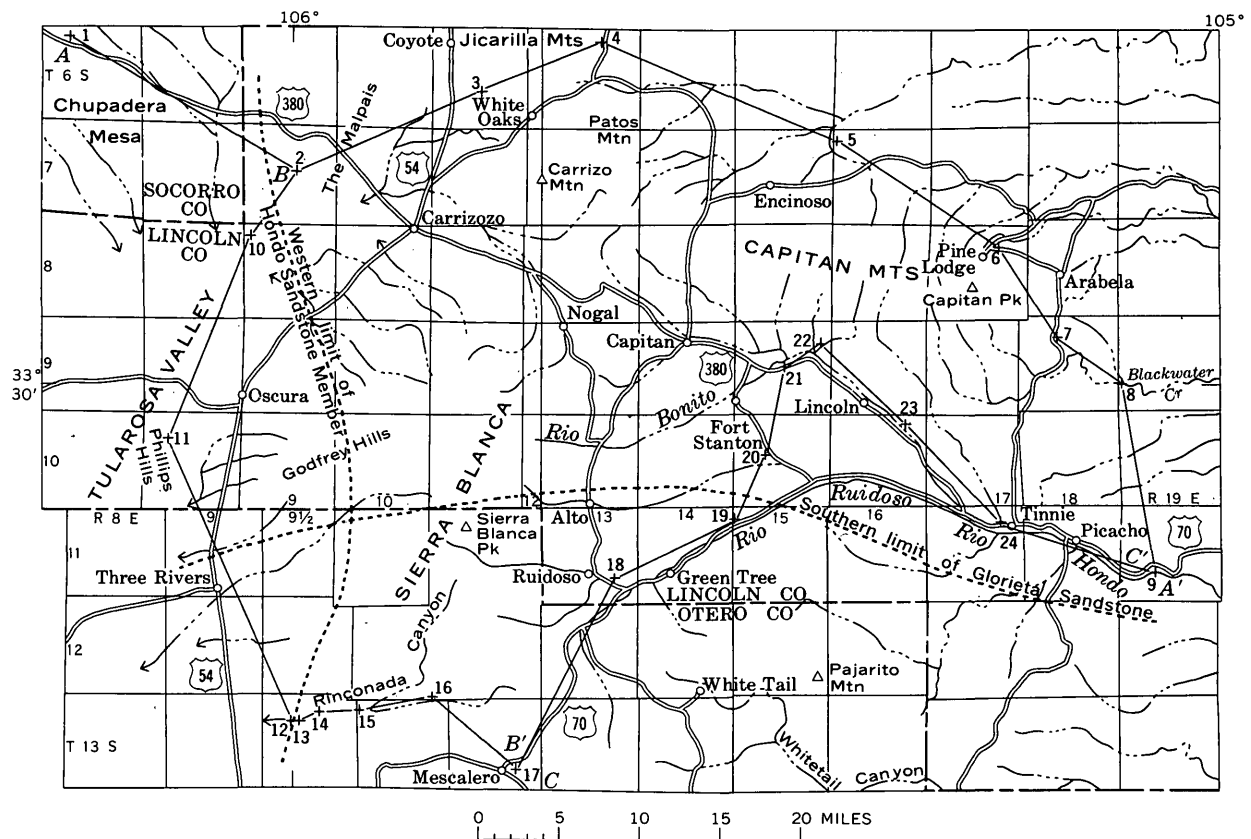 106°
105°
A
1
Coyote
Jicarilla Mts
4
T 6 S
3
380
White
Oaks
Chupadera
Mesa
The Malpais
Patos
Mtn
5
2
B
54
7
Carrizo
Mtn
SOCORRO
CO
Encinoso
LINCOLN
CO
10
Carrizozo
Western limit of
Hondo Sandstone Member
CAPITAN MTS
Pine
Lodge
6
8
Capitan Pk
Arabela
Nogal
Capitan
22
7
380
21
9
33°
30'
Oscura
Blackwater
Cr
8
Lincoln
23
Rio Bonito
Fort
Stanton
20
TULAROSA VALLEY
11
Phillips
Hills
Godfrey Hills
SIERRA BLANCA
10
R 8 E
9
9
9½
10
12
Alto
13
14
19
15
16
Ruidoso
17
18
R 19 E
Tinnie
24
Rio
Rio
Picacho
70
Sierra
Blanca
Pk
11
Southern limit of Glorieta Sandstone
Hondo
C'
9
A'
Three Rivers
Ruidoso
18
Green Tree
LINCOLN CO
OTERO CO
12
54
Canyon
Rinconada
16
Pajarito
Mtn
White Tail
12
13
14
15
70
T 13 S
B'
Mescalero
17
C
Whitetail
Canyon
0 5 10 15 20 MILES